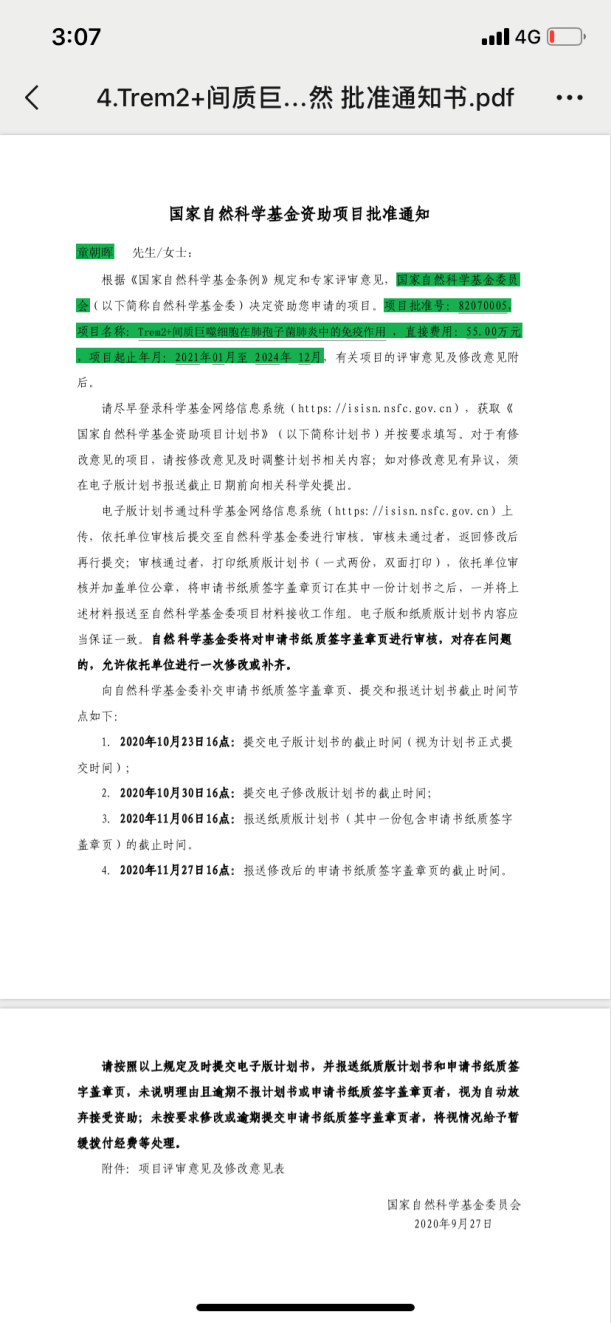 3:07
4G
4.Trem2+间质巨...然 批准通知书.pdf
国家自然科学基金资助项目批准通知
童朝晖 先生/女士:
根据《国家自然科学基金条例》规定和专家评审意见,国家自然科学基金委员
会(以下简称自然科学基金委)决定资助您申请的项目。项目批准号: 82070005,
项目名称: Trem2+间质巨噬细胞在肺孢子菌肺炎中的免疫作用 , 直接费用: 55.00万元
, 项目起止年月: 2021年01月至 2024年 12月, 有关项目的评审意见及修改意见附
后。
请尽早登录科学基金网络信息系统(https://isisn.nsfc.gov.cn), 获取《
国家自然科学基金资助项目计划书》(以下简称计划书)并按要求填写。对于有修
改意见的项目,请按修改意见及时调整计划书相关内容;如对修改意见有异议,须
在电子版计划书报送截止日期前向相关科学处提出。
电子版计划书通过科学基金网络信息系统(https://isisn.nsfc.gov.cn)上
传,依托单位审核后提交至自然科学基金委进行审核。审核未通过者,返回修改后
再行提交;审核通过者,打印纸质版计划书(一式两份,双面打印),依托单位审
核并加盖单位公章,将申请书纸质签字盖章页订在其中一份计划书之后,一并将上
述材料报送至自然科学基金委项目材料接收工作组。电子版和纸质版计划书内容应
当保证一致。自然科学基金委将对申请书纸质签字盖章页进行审核,对存在问题
的,允许依托单位进行一次修改或补齐。
向自然科学基金委补交申请书纸质签字盖章页、提交和报送计划书截止时间节
点如下:
1. 2020年10月23日16点: 提交电子版计划书的截止时间(视为计划书正式提
交时间);
2. 2020年10月30日16点: 提交电子修改版计划书的截止时间;
3. 2020年11月06日16点: 报送纸质版计划书(其中一份包含申请书纸质签字
盖章页)的截止时间。
4. 2020年11月27日16点: 报送修改后的申请书纸质签字盖章页的截止时间。
请按照以上规定及时提交电子版计划书,并报送纸质版计划书和申请书纸质签
字盖章页,未说明理由且逾期不报计划书或申请书纸质签字盖章页者,视为自动放
弃接受资助;未按要求修改或逾期提交申请书纸质签字盖章页者,将视情况给予暂
缓拨付经费等处理。
附件: 项目评审意见及修改意见表
国家自然科学基金委员会
2020年9月27日